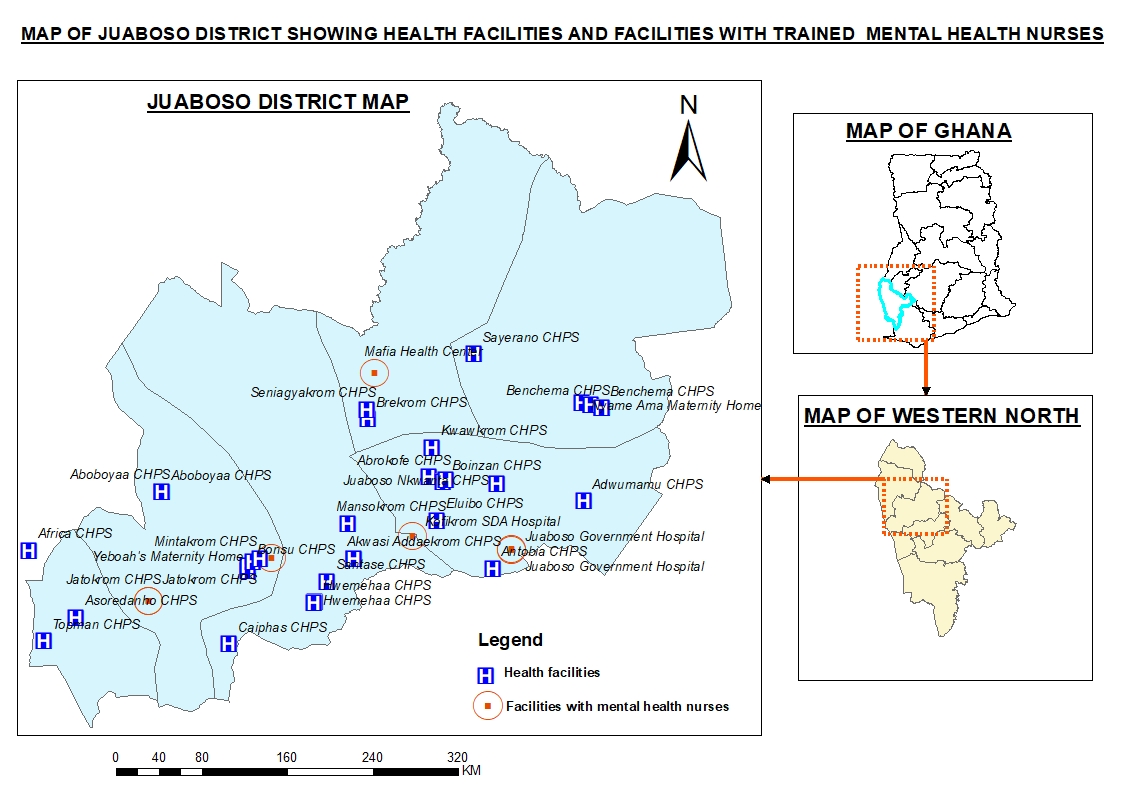 MAP OF JUABOSO DISTRICT SHOWING HEALTH FACILITIES AND FACILITIES WITH TRAINED MENTAL HEALTH NURSES
JUABOSO DISTRICT MAP
N
Sayerano CHPS
Mafia Health Center
Seniagyakrom CHPS
Brekrom CHPS
Benchema CHPS
Benchema CHPS
Nyame Ama Maternity Home
Kwawkrom CHPS
Abrokofe CHPS
Boinzan CHPS
Juaboso Nkwanta CHPS
Aboboyaa CHPS
Aboboyaa CHPS
Adwumamu CHPS
Mansokrom CHPS
Eluibo CHPS
Kofikrom SDA Hospital
Africa CHPS
Mintakrom CHPS
Bonsu CHPS
Akwasi Addaekrom CHPS
Juaboso Government Hospital
Antobia CHPS
Yeboah's Maternity Home
Santase CHPS
Juaboso Government Hospital
Jatokrom CHPS
Jatokrom CHPS
Hwemehaa CHPS
Hwemehaa CHPS
Asoredanho CHPS
Topman CHPS
Caiphas CHPS
Legend
H Health facilities
Facilities with mental health nurses
0 40 80 160 240 320
KM
MAP OF GHANA
MAP OF WESTERN NORTH